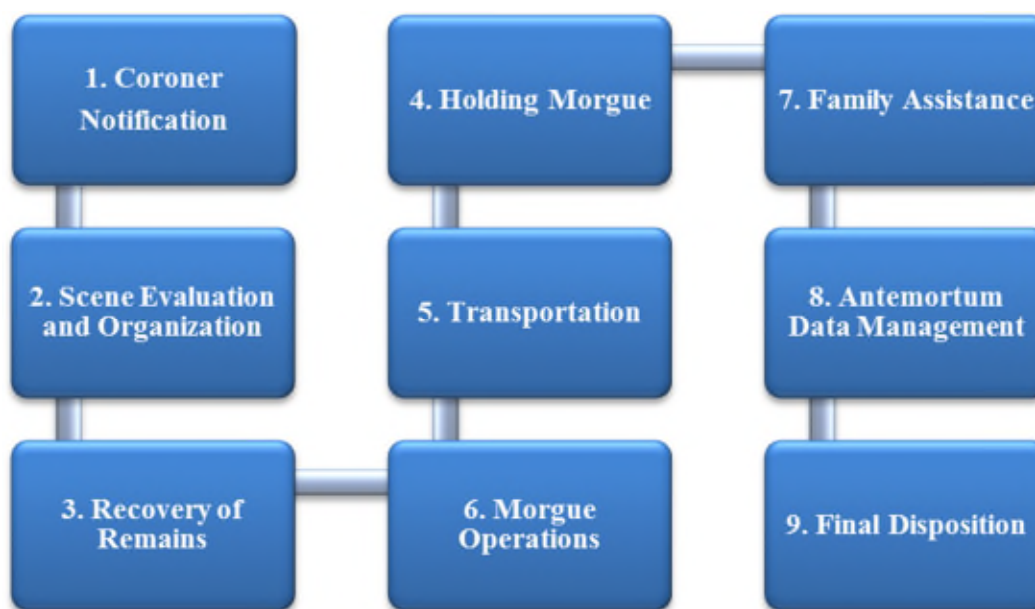 1. Coroner
Notification
2. Scene Evaluation
and Organization
3. Recovery of
Remains
4. Holding Morgue
5. Transportation
6. Morgue
Operations
7. Family Assistance
8. Antemortum
Data Management
9. Final Disposition